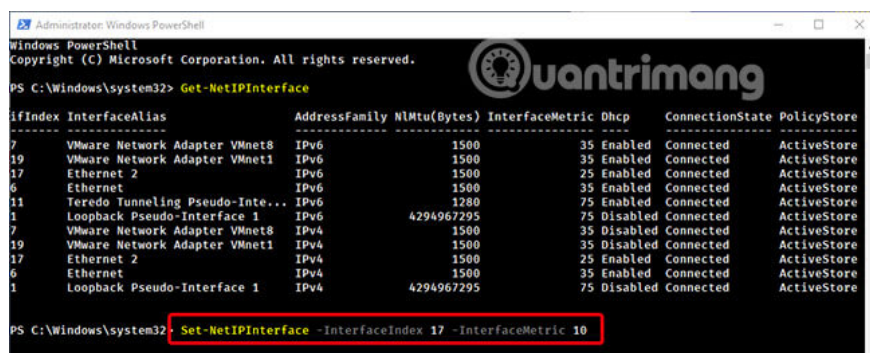 Administrator: Windows PowerShell
Windows PowerShell
Copyright (C) Microsoft Corporation. All rights reserved.
Quantrimang
PS C:\Windows\system32> Get-NetIPInterface
ifIndex InterfaceAlias AddressFamily NlMtu(Bytes) InterfaceMetric Dhcp ConnectionState PolicyStore
------- -------------- ------------- ------------ --------------- ---- --------------- -----------
7 VMware Network Adapter VMnet8 IPv6 1500 35 Enabled Connected ActiveStore
19 VMware Network Adapter VMnet1 IPv6 1500 35 Enabled Connected ActiveStore
17 Ethernet 2 IPv6 1500 25 Enabled Connected ActiveStore
6 Ethernet IPv6 1500 35 Enabled Connected ActiveStore
11 Teredo Tunneling Pseudo-Inte... IPv6 1280 75 Enabled Connected ActiveStore
1 Loopback Pseudo-Interface 1 IPv6 4294967295 75 Disabled Connected ActiveStore
7 VMware Network Adapter VMnet8 IPv4 1500 35 Disabled Connected ActiveStore
19 VMware Network Adapter VMnet1 IPv4 1500 35 Disabled Connected ActiveStore
17 Ethernet 2 IPv4 1500 25 Enabled Connected ActiveStore
6 Ethernet IPv4 1500 35 Enabled Connected ActiveStore
1 Loopback Pseudo-Interface 1 IPv4 4294967295 75 Disabled Connected ActiveStore
PS C:\Windows\system32> Set-NetIPInterface -InterfaceIndex 17 -InterfaceMetric 10